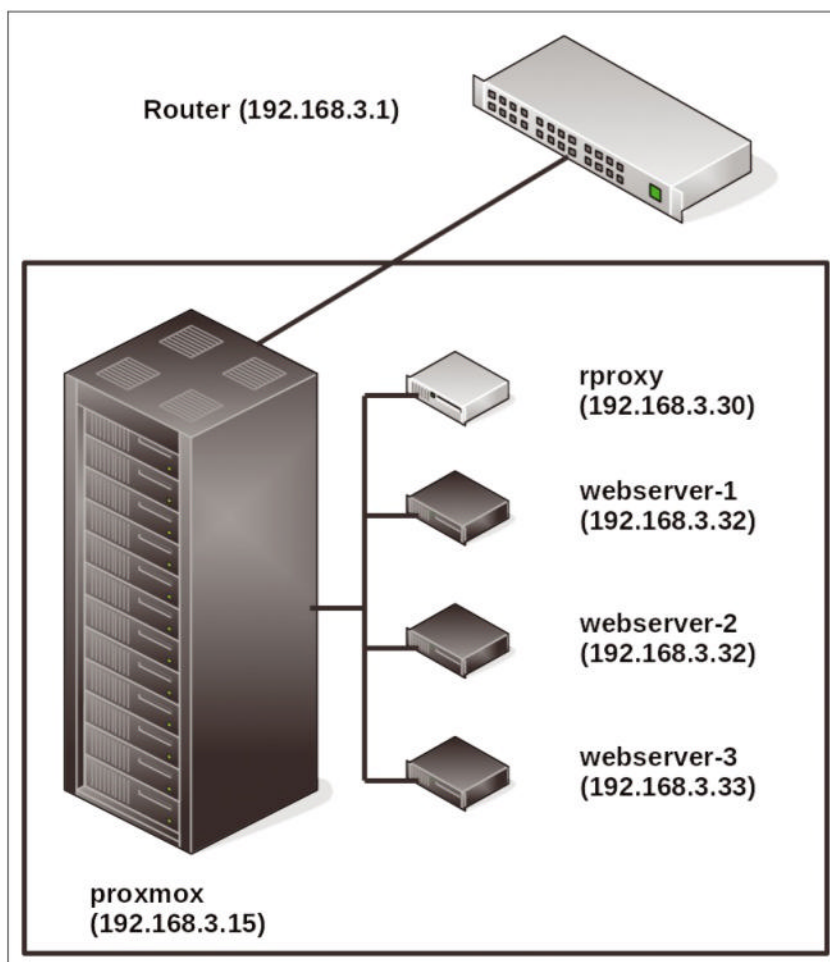 Router (192.168.3.1)
rproxy
(192.168.3.30)
webserver-1
(192.168.3.32)
webserver-2
(192.168.3.32)
webserver-3
(192.168.3.33)
proxmox
(192.168.3.15)